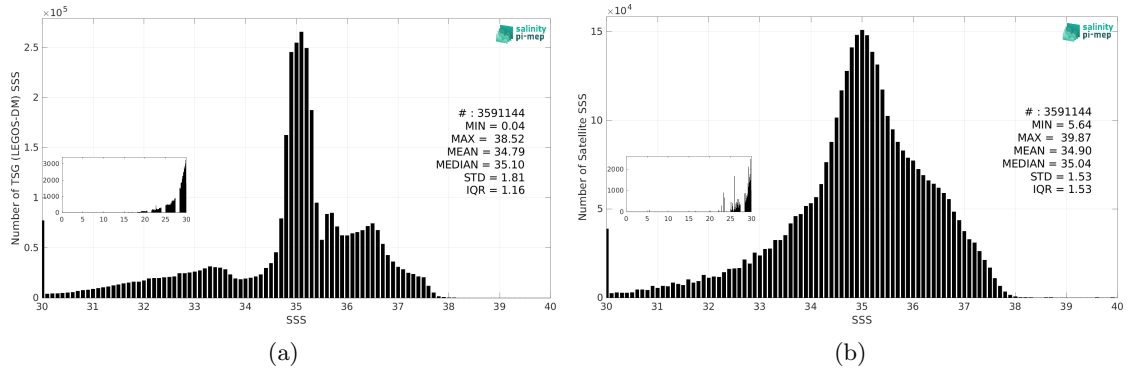 ×10^5
2.5
2
1.5
1
0.5
0
Number of TSG (LEGOS-DM) SSS
salinity
pi-mep
# : 3591144
MIN = 0.04
MAX = 38.52
MEAN = 34.79
MEDIAN = 35.10
STD = 1.81
IQR = 1.16
3000
2000
1000
0
0 5 10 15 20 25 30
30 31 32 33 34 35 36 37 38 39 40
SSS
(a)
×10^4
15
10
5
0
Number of Satellite SSS
salinity
pi-mep
# : 3591144
MIN = 5.64
MAX = 39.87
MEAN = 34.90
MEDIAN = 35.04
STD = 1.53
IQR = 1.53
2000
1000
0
0 5 10 15 20 25 30
30 31 32 33 34 35 36 37 38 39 40
SSS
(b)